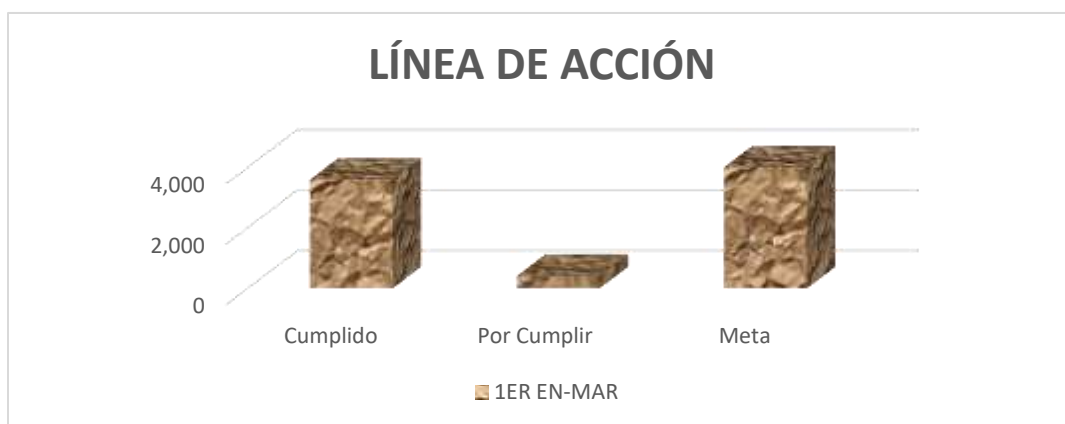 LÍNEA DE ACCIÓN
4,000
2,000
0
Cumplido Por Cumplir Meta
1ER EN-MAR